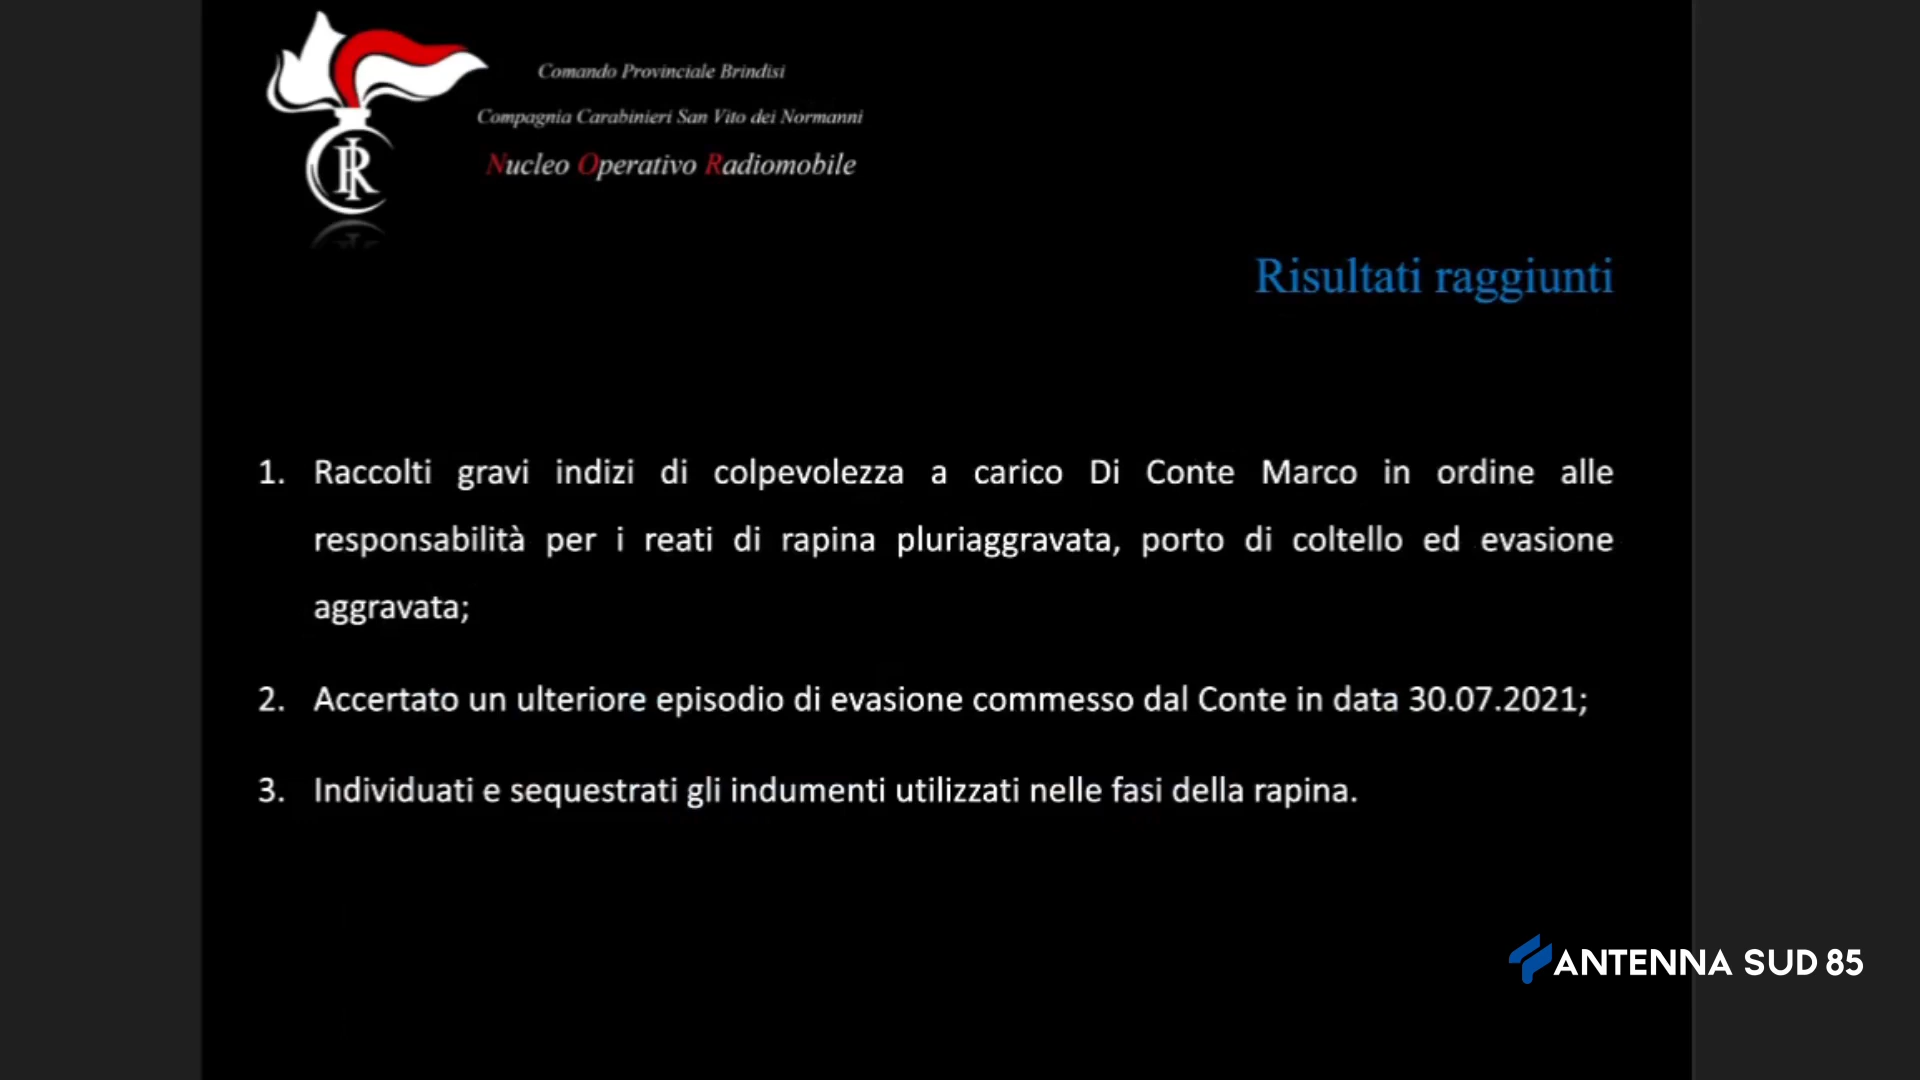 Comando Provinciale Brindisi
Compagnia Carabinieri San Vito dei Normanni
Nucleo Operativo Radiomobile
Risultati raggiunti
1. Raccolti gravi indizi di colpevolezza a carico Di Conte Marco in ordine alle
responsabilità per i reati di rapina pluriaggravata, porto di coltello ed evasione
aggravata;
2. Accertato un ulteriore episodio di evasione commesso dal Conte in data 30.07.2021;
3. Individuati e sequestrati gli indumenti utilizzati nelle fasi della rapina.
ANTENNA SUD 85